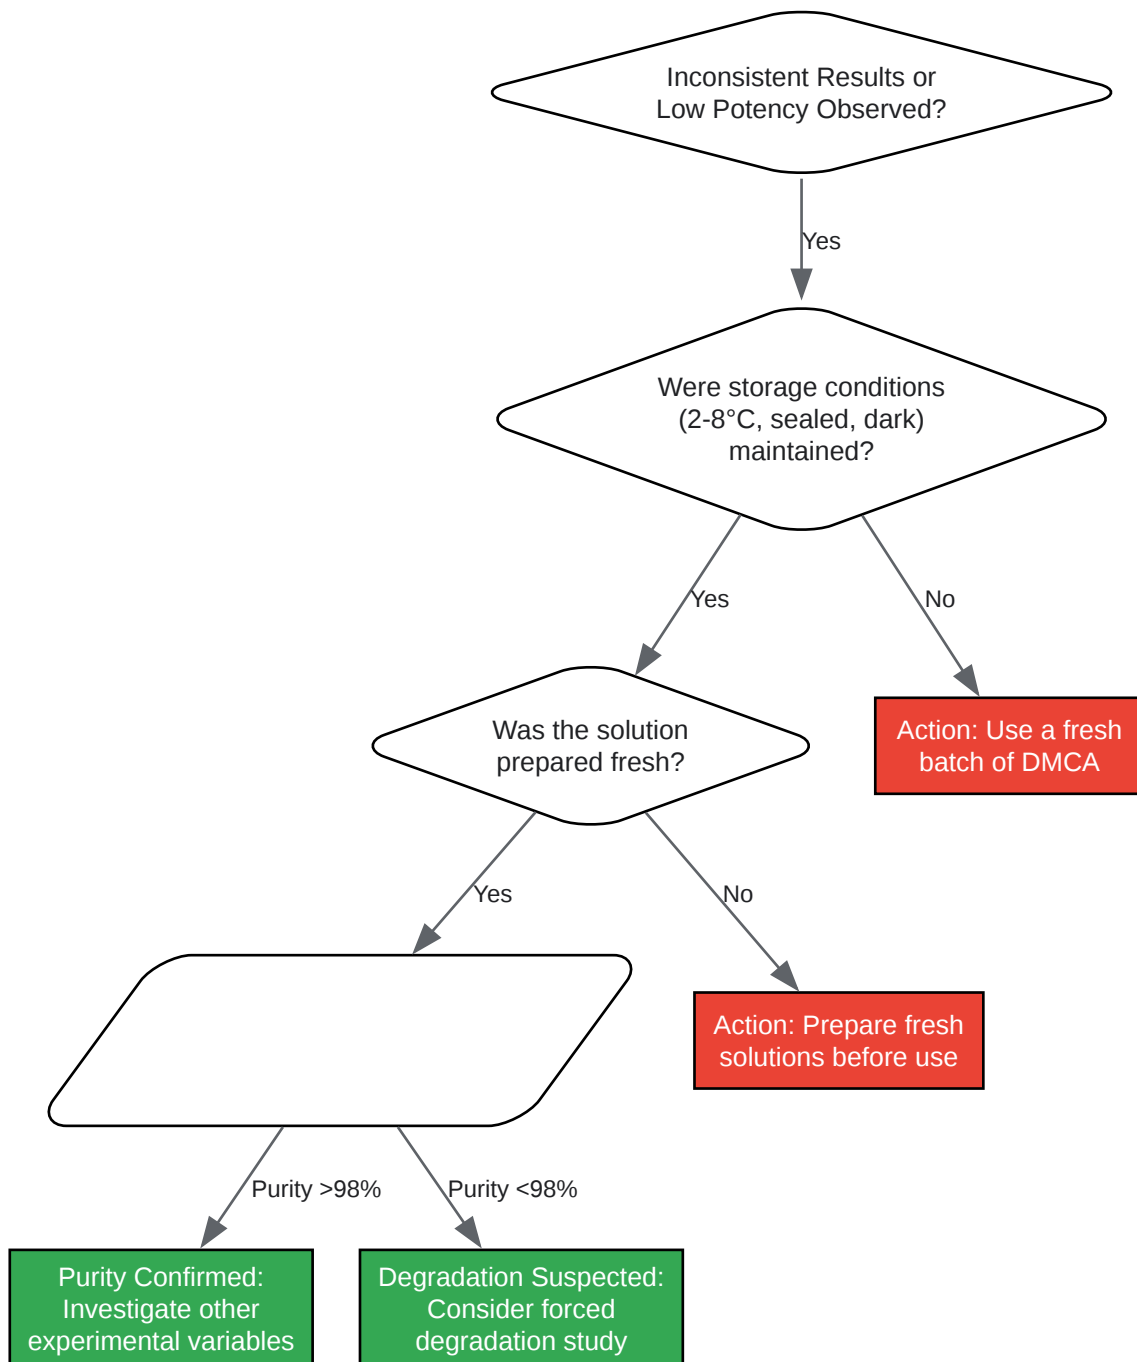 Inconsistent Results or
Low Potency Observed?
Yes
Were storage conditions
(2-8°C, sealed, dark)
maintained?
Yes
No
Was the solution
prepared fresh?
Action: Use a fresh
batch of DMCA
Yes
No
Action: Prepare fresh
solutions before use
Purity >98%
Purity <98%
Purity Confirmed:
Investigate other
experimental variables
Degradation Suspected:
Consider forced
degradation study